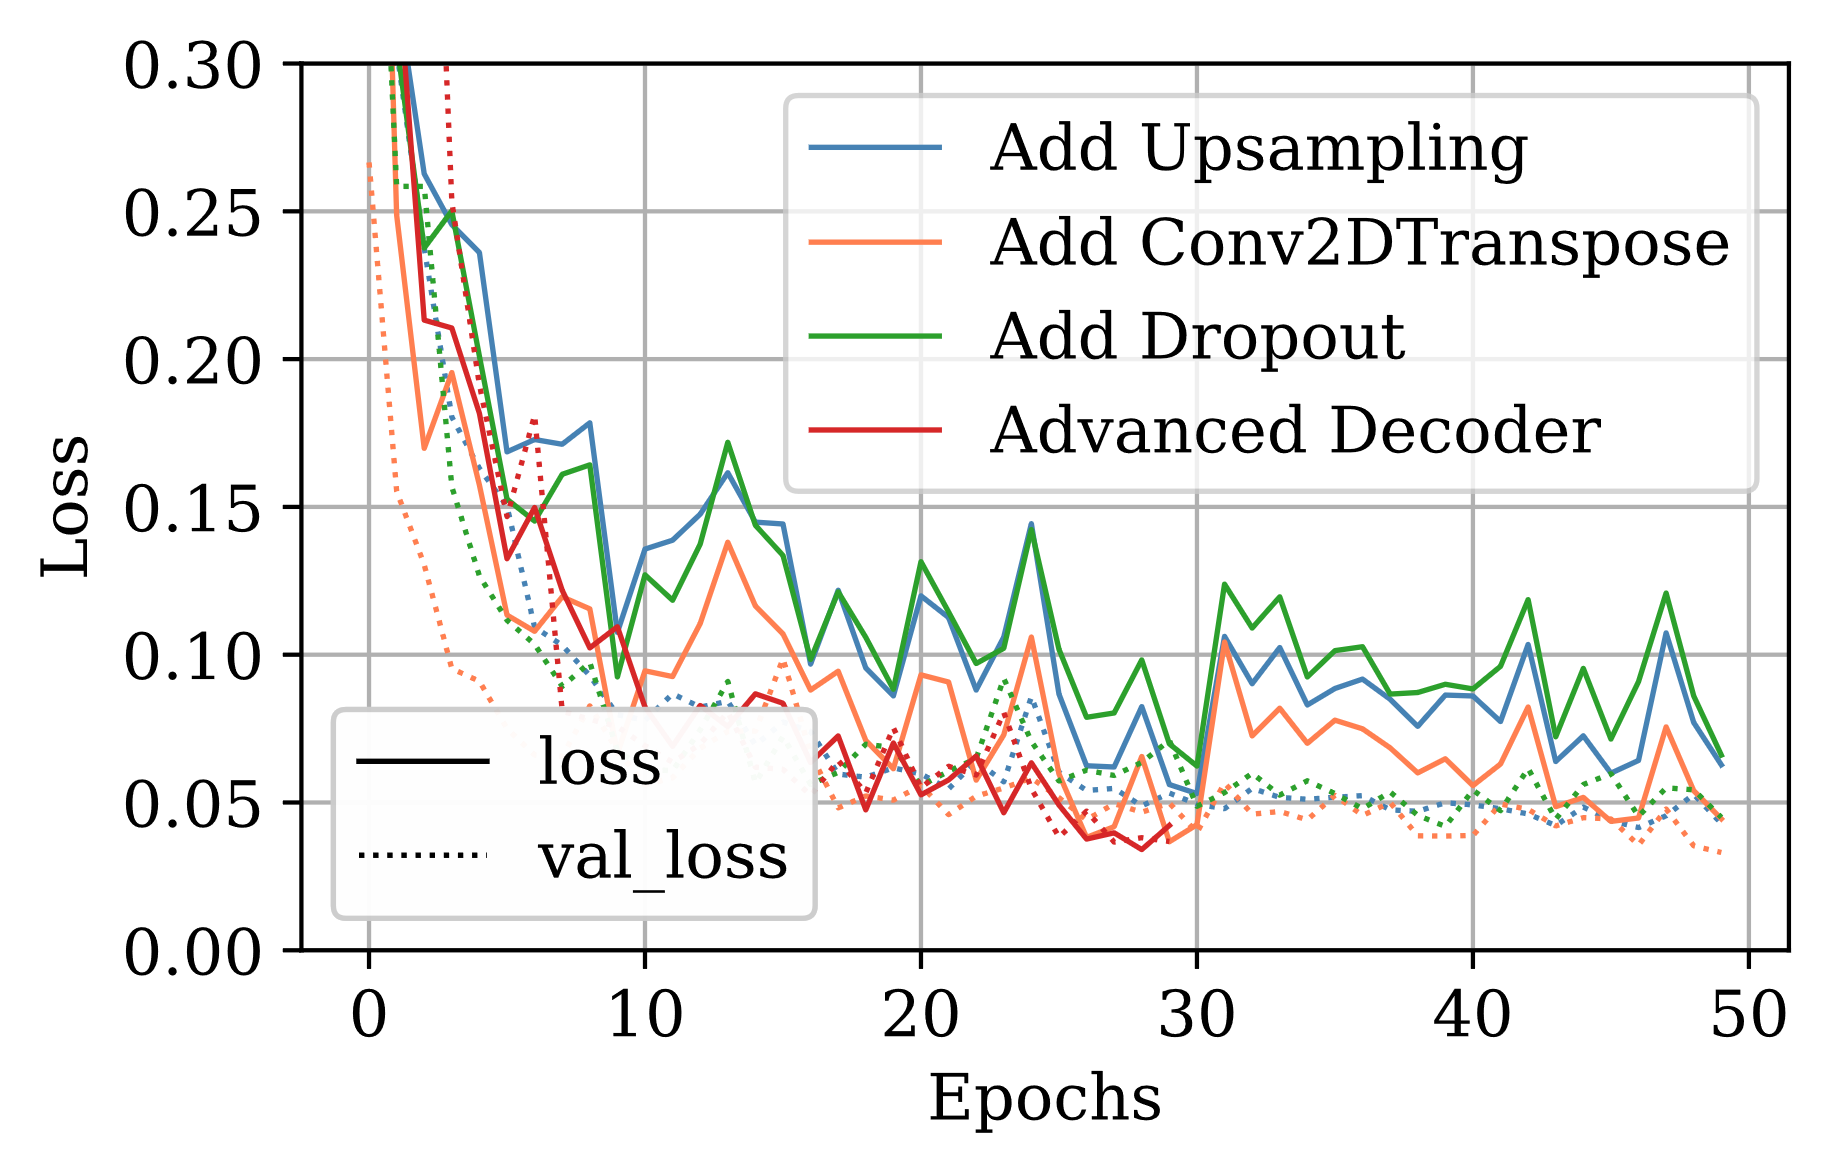 0.30
0.25
0.20
0.15
0.10
0.05
0.00
Loss
Add Upsampling
Add Conv2DTranspose
Add Dropout
Advanced Decoder
loss
val_loss
0 10 20 30 40 50
Epochs